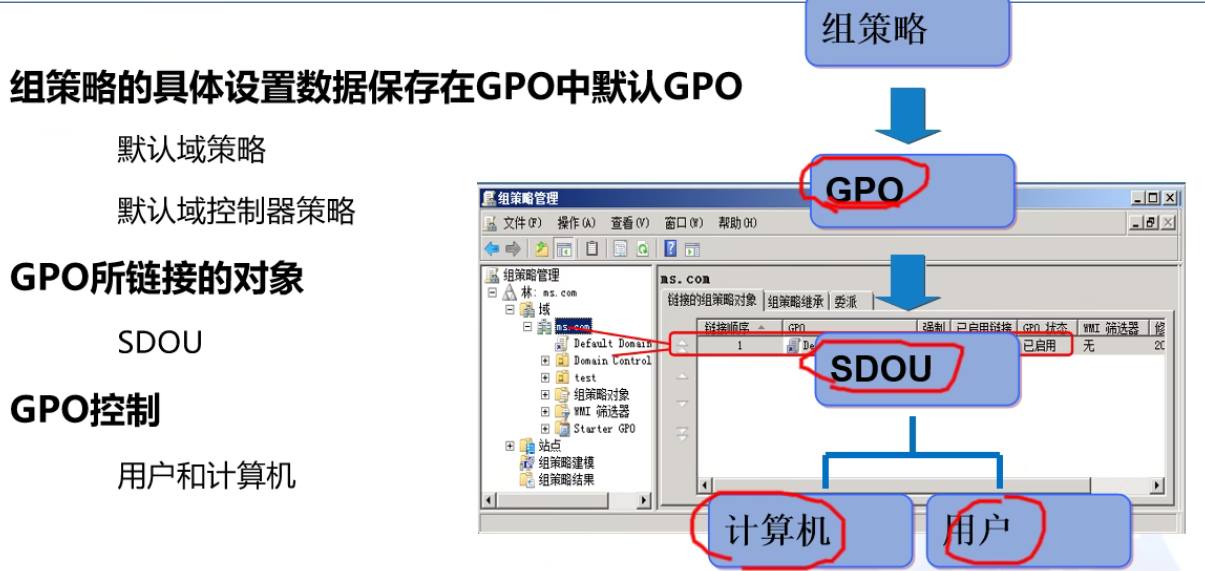 组策略
组策略的具体设置数据保存在GPO中默认GPO
默认域策略
默认域控制器策略
GPO所链接的对象
SDOU
GPO控制
用户和计算机
GPO
组策略管理
文件(F) 操作(A) 查看(V) 窗口(W) 帮助(H)
组策略管理
林: ms.com
域
ms.com
Default Domain
Domain Control
test
组策略对象
WMI 筛选器
Starter GPO
站点
组策略建模
组策略结果
ms.com
链接的组策略对象 组策略继承 委派
链接顺序 GPO 强制 已启用链接 GPO 状态 WMI 筛选器 修
1 De 已启用 无 20
SDOU
计算机
用户